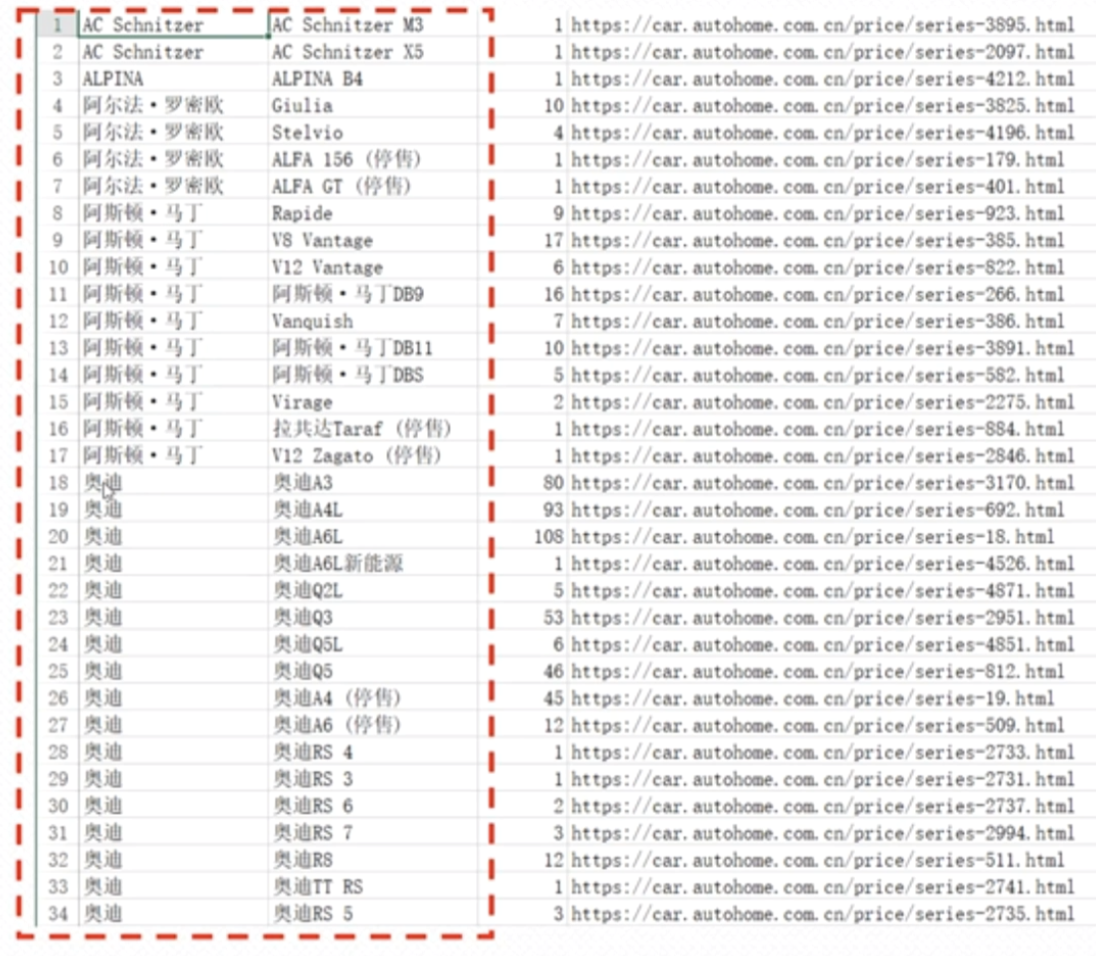 1 AC Schnitzer AC Schnitzer M3 1 https://car.autohome.com.cn/price/series-3895.html
2 AC Schnitzer AC Schnitzer X5 1 https://car.autohome.com.cn/price/series-2097.html
3 ALPINA ALPINA B4 1 https://car.autohome.com.cn/price/series-4212.html
4 阿尔法·罗密欧 Giulia 10 https://car.autohome.com.cn/price/series-3825.html
5 阿尔法·罗密欧 Stelvio 4 https://car.autohome.com.cn/price/series-4196.html
6 阿尔法·罗密欧 ALFA 156 (停售) 1 https://car.autohome.com.cn/price/series-179.html
7 阿尔法·罗密欧 ALFA GT (停售) 1 https://car.autohome.com.cn/price/series-401.html
8 阿斯顿·马丁 Rapide 9 https://car.autohome.com.cn/price/series-923.html
9 阿斯顿·马丁 V8 Vantage 17 https://car.autohome.com.cn/price/series-385.html
10 阿斯顿·马丁 V12 Vantage 6 https://car.autohome.com.cn/price/series-822.html
11 阿斯顿·马丁 阿斯顿·马丁DB9 16 https://car.autohome.com.cn/price/series-266.html
12 阿斯顿·马丁 Vanquish 7 https://car.autohome.com.cn/price/series-386.html
13 阿斯顿·马丁 阿斯顿·马丁DB11 10 https://car.autohome.com.cn/price/series-3891.html
14 阿斯顿·马丁 阿斯顿·马丁DBS 5 https://car.autohome.com.cn/price/series-582.html
15 阿斯顿·马丁 Virage 2 https://car.autohome.com.cn/price/series-2275.html
16 阿斯顿·马丁 拉共达Taraf (停售) 1 https://car.autohome.com.cn/price/series-884.html
17 阿斯顿·马丁 V12 Zagato (停售) 1 https://car.autohome.com.cn/price/series-2846.html
18 奥迪 奥迪A3 80 https://car.autohome.com.cn/price/series-3170.html
19 奥迪 奥迪A4L 93 https://car.autohome.com.cn/price/series-692.html
20 奥迪 奥迪A6L 108 https://car.autohome.com.cn/price/series-18.html
21 奥迪 奥迪A6L新能源 1 https://car.autohome.com.cn/price/series-4526.html
22 奥迪 奥迪Q2L 5 https://car.autohome.com.cn/price/series-4871.html
23 奥迪 奥迪Q3 53 https://car.autohome.com.cn/price/series-2951.html
24 奥迪 奥迪Q5L 6 https://car.autohome.com.cn/price/series-4851.html
25 奥迪 奥迪Q5 46 https://car.autohome.com.cn/price/series-812.html
26 奥迪 奥迪A4 (停售) 45 https://car.autohome.com.cn/price/series-19.html
27 奥迪 奥迪A6 (停售) 12 https://car.autohome.com.cn/price/series-509.html
28 奥迪 奥迪RS 4 1 https://car.autohome.com.cn/price/series-2733.html
29 奥迪 奥迪RS 3 1 https://car.autohome.com.cn/price/series-2731.html
30 奥迪 奥迪RS 6 2 https://car.autohome.com.cn/price/series-2737.html
31 奥迪 奥迪RS 7 3 https://car.autohome.com.cn/price/series-2994.html
32 奥迪 奥迪R8 12 https://car.autohome.com.cn/price/series-511.html
33 奥迪 奥迪TT RS 1 https://car.autohome.com.cn/price/series-2741.html
34 奥迪 奥迪RS 5 3 https://car.autohome.com.cn/price/series-2735.html